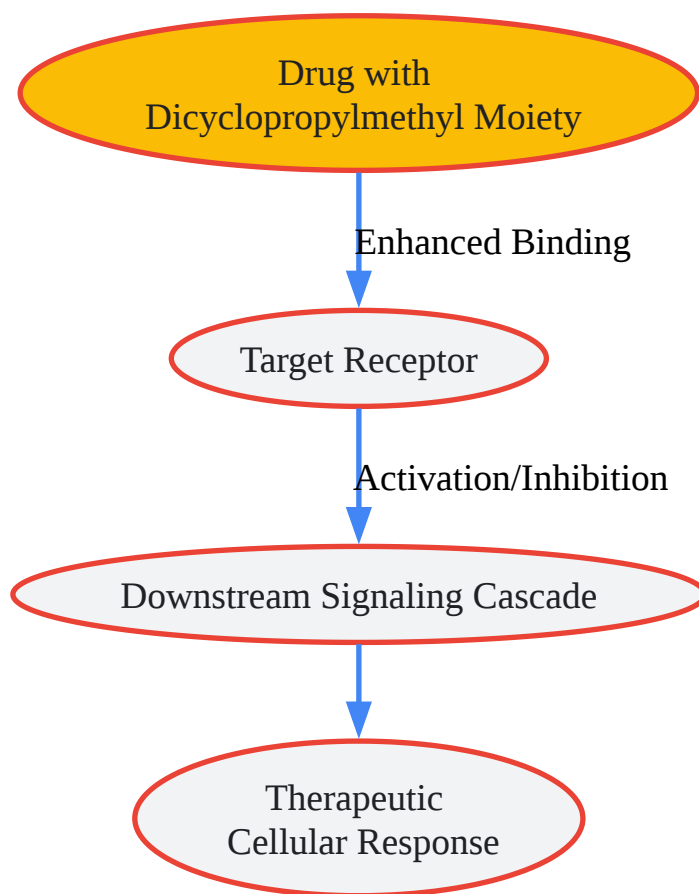 Drug with
Dicyclopropylmethyl Moiety
Enhanced Binding
Target Receptor
Activation/Inhibition
Downstream Signaling Cascade
Therapeutic
Cellular Response